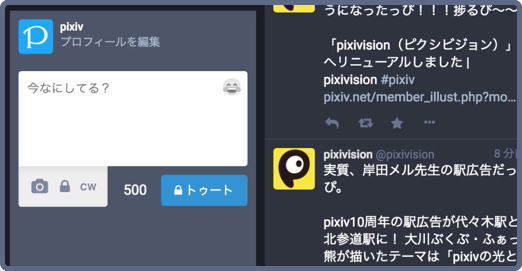 pixiv
プロフィールを編集
今なにしてる？
CW
500
トゥート
うになったっぴ！！！捗るび〜〜
「pixivision（ピクシビジョン）」
へリニューアルしました |
pixivision #pixiv
pixiv.net/member_illust.php?mo...
pixivision @pixivision 8 分
実質、岸田メル先生の駅広告だっ
ぴ。
pixiv10周年の駅広告が代々木駅と
北参道駅に！ 大川ぶくぶ・ふぁっ
熊が描いたテーマは「pixivの光と